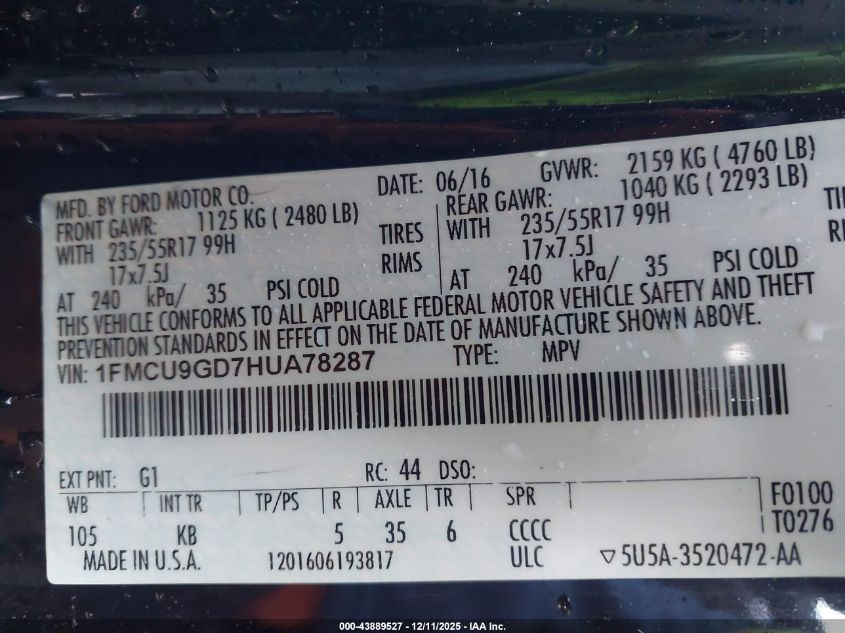 MFD. BY FORD MOTOR CO. DATE: 06/16 GVWR: 2159 KG ( 4760 LB)
FRONT GAWR: 1125 KG ( 2480 LB) REAR GAWR: 1040 KG ( 2293 LB)
WITH 235/55R17 99H TIRES WITH 235/55R17 99H
17x7.5J RIMS 17x7.5J
AT 240 kPa/ 35 PSI COLD AT 240 kPa/ 35 PSI COLD
THIS VEHICLE CONFORMS TO ALL APPLICABLE FEDERAL MOTOR VEHICLE SAFETY AND THEFT
PREVENTION STANDARDS IN EFFECT ON THE DATE OF MANUFACTURE SHOWN ABOVE.
VIN: 1FMCU9GD7HUA78287 TYPE: MPV
EXT PNT: G1 RC: 44 DSO:
WB INT TR TP/PS R AXLE TR SPR F0100
105 KB 5 35 6 CCCC T0276
MADE IN U.S.A. 1201606193817 ULC 5U5A-3520472-AA
000-43889527 - 12/11/2025 - IAA Inc.